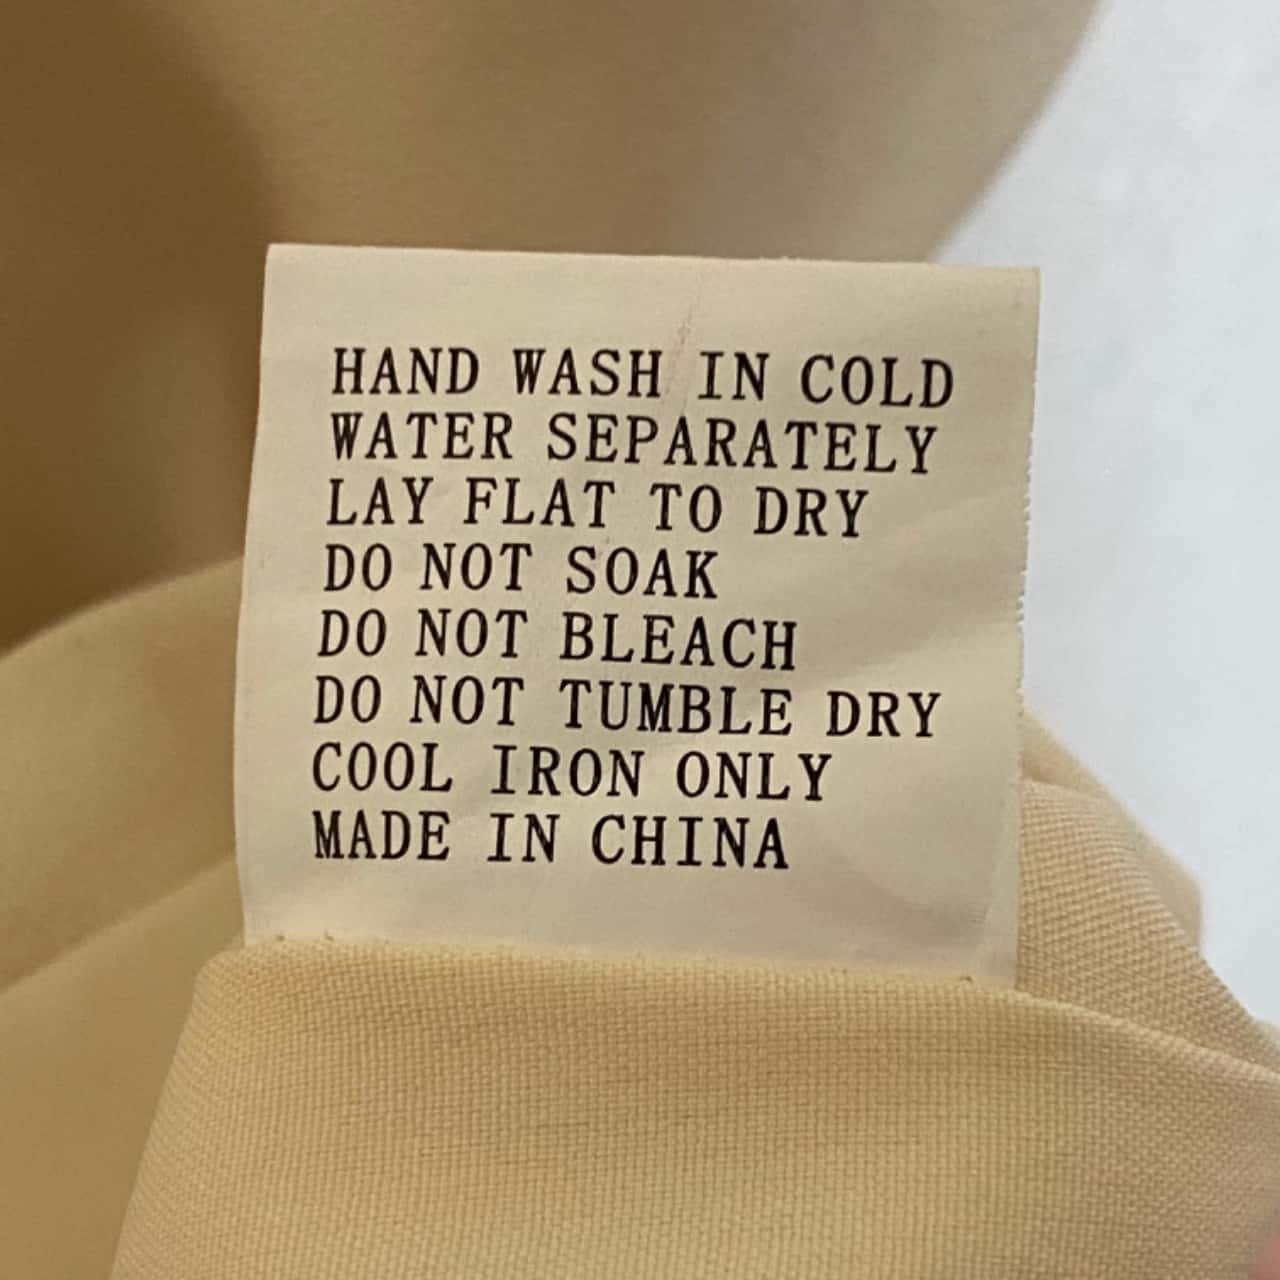 HAND WASH IN COLD
WATER SEPARATELY
LAY FLAT TO DRY
DO NOT SOAK
DO NOT BLEACH
DO NOT TUMBLE DRY
COOL IRON ONLY
MADE IN CHINA